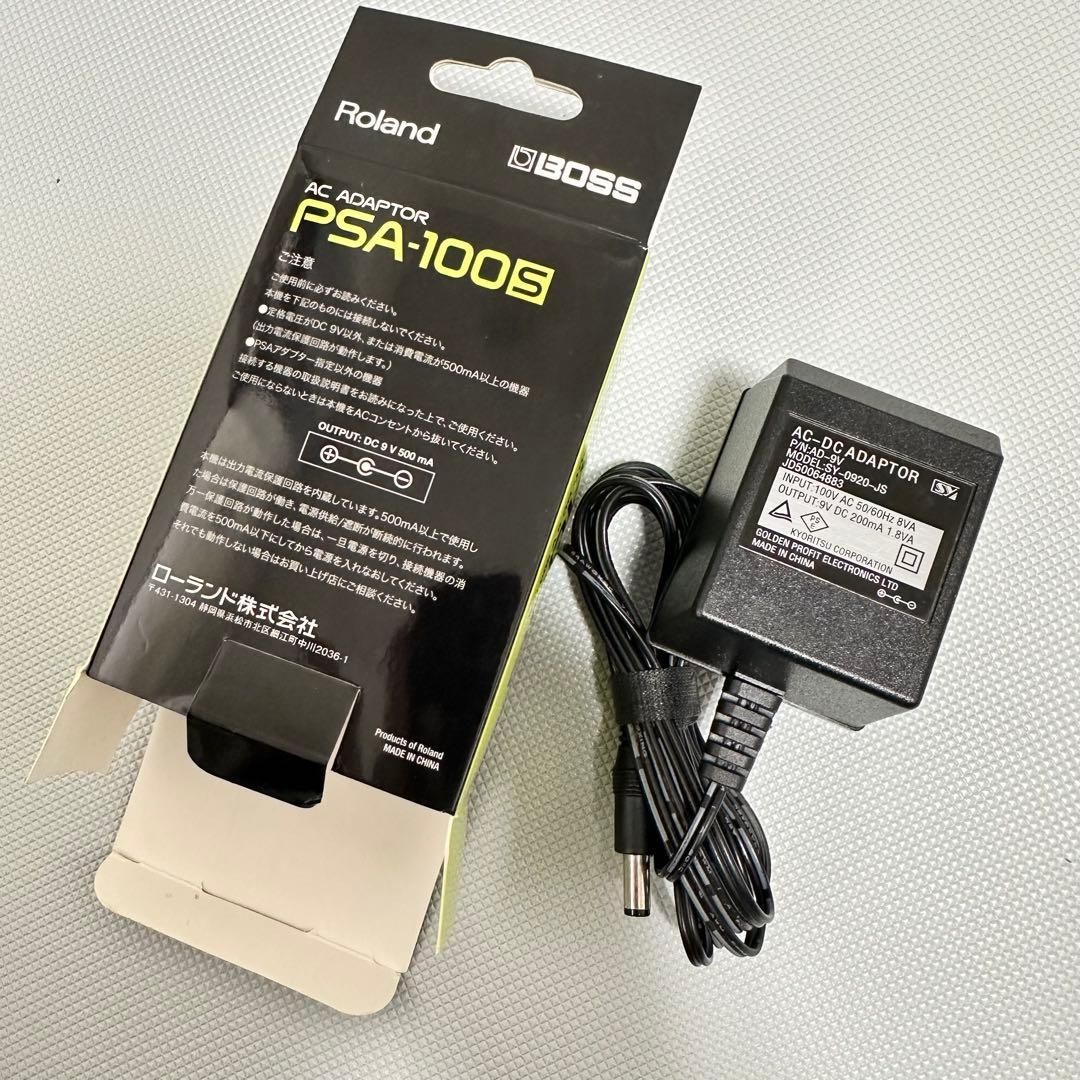 Roland
BOSS
AC ADAPTOR
PSA-100S
ご注意
ご使用前に必ずお読みください。
本機を下記のものには接続しないでください。
●定格電圧がDC 9V以外、または消費電流が500mA以上の機器
(出力電流保護回路が動作します。)
●PSAアダプター指定以外の機器
接続する機器の取扱説明書をお読みになった上で、ご使用ください。
ご使用にならないときは本機をACコンセントから抜いてください。
OUTPUT: DC 9 V 500 mA
本機は出力電流保護回路を内蔵しています。500mA以上で使用し
た場合は保護回路が働き、電源供給/遮断が断続的に行われます。
万一保護回路が動作した場合は、一旦電源を切り、接続機器の消
費電流を500mA以下にしてから電源を入れなおしてください。
それでも動作しない場合はお買い上げ店にご相談ください。
ローランド株式会社
〒431-1304 静岡県浜松市北区細江町中川2036-1
Products of Roland
MADE IN CHINA
AC-DC ADAPTOR
P/N:AD-9V
MODEL:SY-0920-JS
JD50064883
SY
INPUT:100V AC 50/60Hz 8VA
OUTPUT:9V DC 200mA 1.8VA
PS
E
KYORITSU CORPORATION
GOLDEN PROFIT ELECTRONICS LTD
MADE IN CHINA